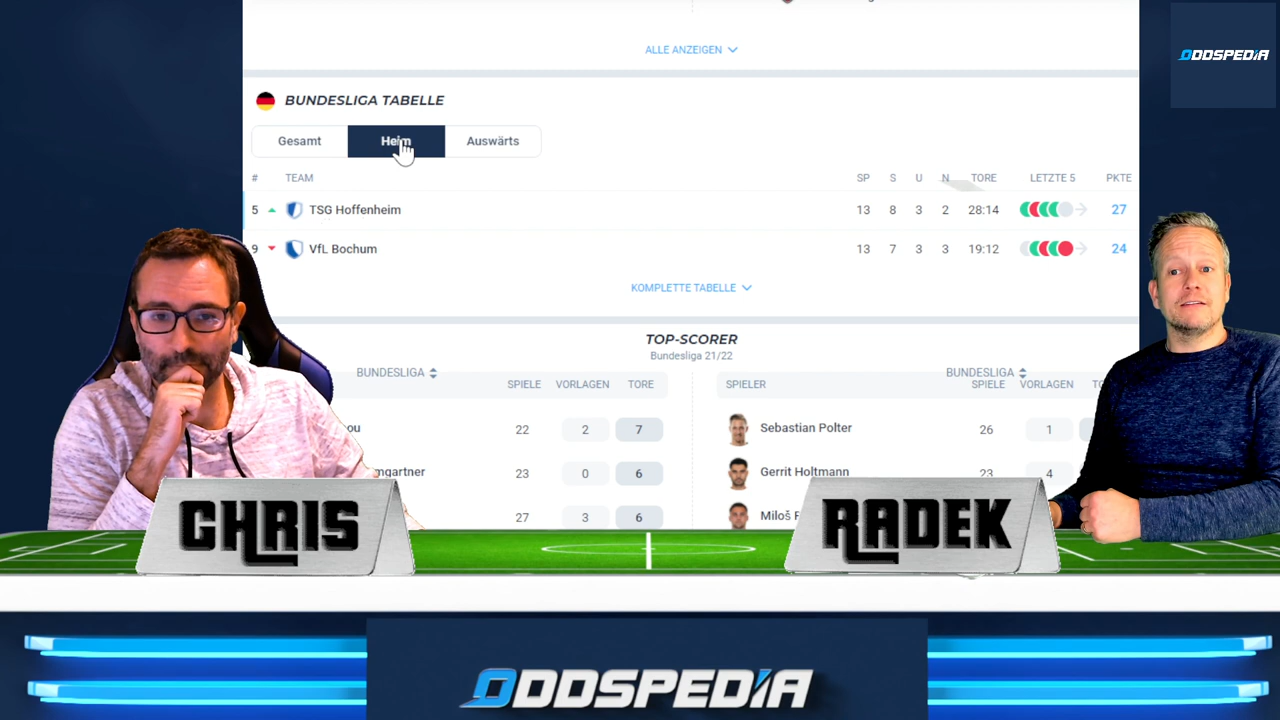 ALLE ANZEIGEN
ODDSPEDIA
BUNDESLIGA TABELLE
Gesamt Heim Auswärts
# TEAM SP S U N TORE LETZTE 5 PKTE
5 TSG Hoffenheim 13 8 3 2 28:14 27
9 VfL Bochum 13 7 3 3 19:12 24
KOMPLETTE TABELLE
TOP-SCORER
Bundesliga 21/22
BUNDESLIGA BUNDESLIGA
SPIELE VORLAGEN TORE SPIELER SPIELE VORLAGEN
22 2 7 Sebastian Polter 26 1
23 0 6 Gerrit Holtmann 23 4
27 3 6 Miloš
CHRIS RADEK
ODDSPEDIA